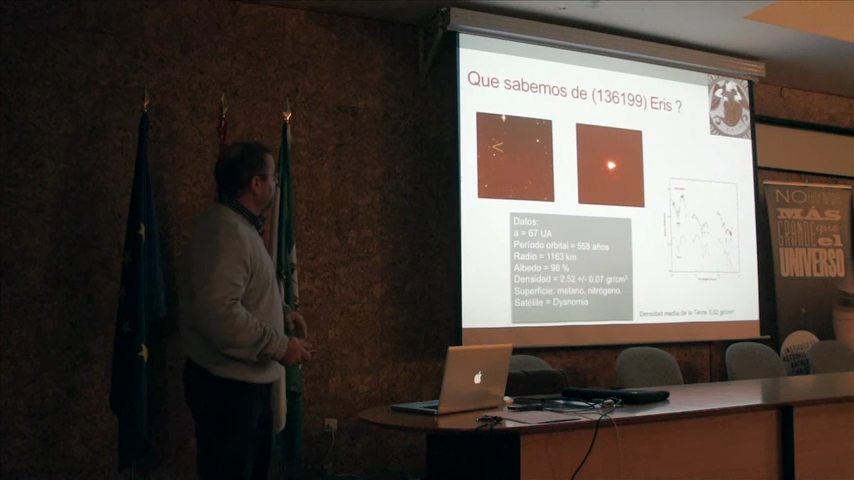 Que sabemos de (136199) Eris ?
Datos:
a = 67 UA
Período orbital = 558 años
Radio = 1163 km
Albedo = 96 %
Densidad = 2.52 +/- 0.07 gr/cm3
Superficie: metano, nitrógeno.
Satélite = Dysnomia
Densidad media de la Tierra: 5.52 gr/cm3
NO
MÁS
GRANDE que
el
UNIVERSO